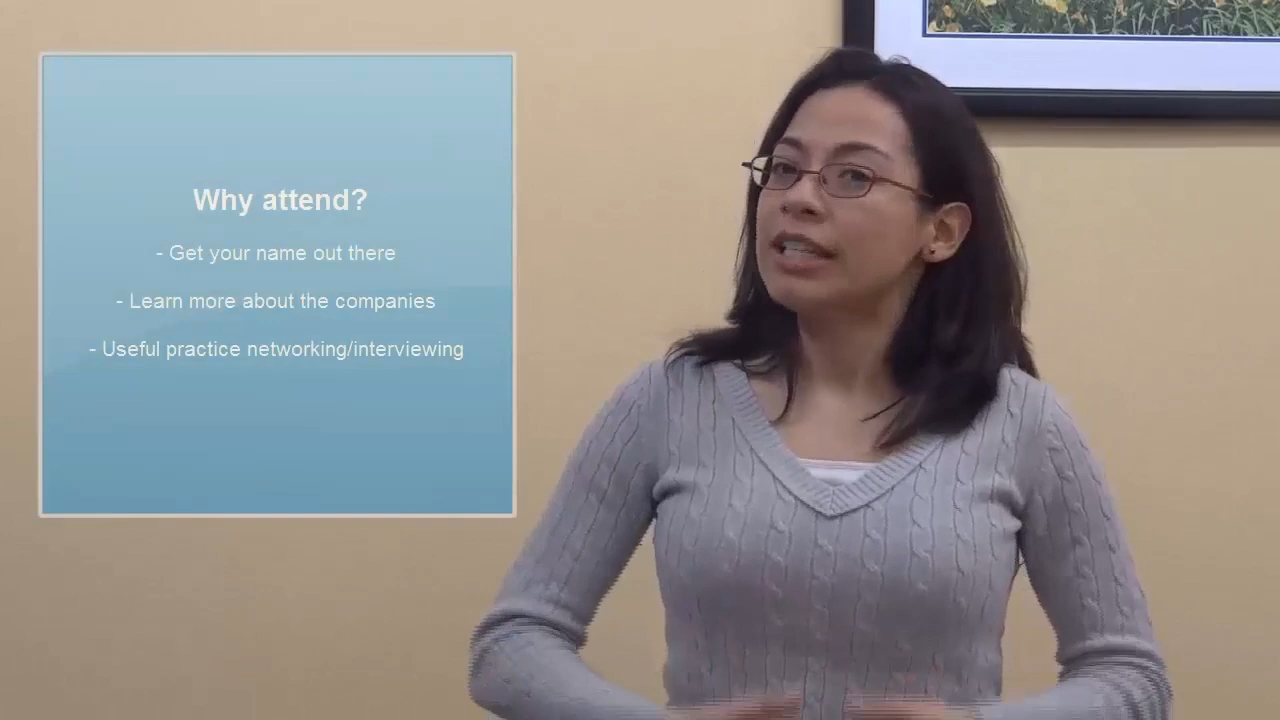 Why attend?
- Get your name out there
- Learn more about the companies
- Useful practice networking/interviewing